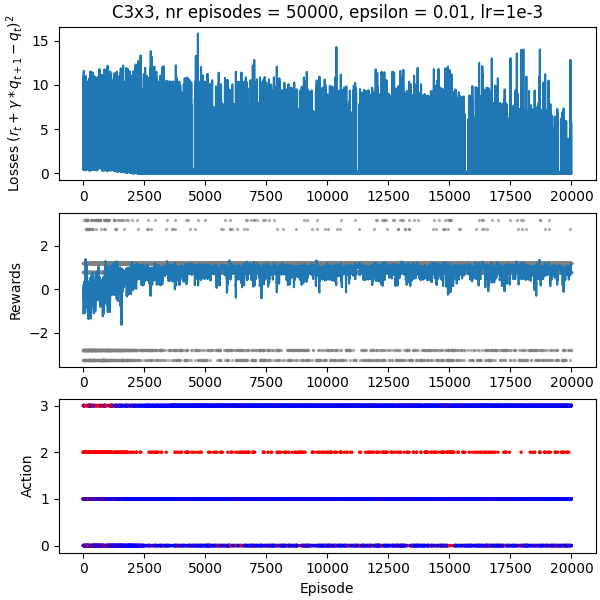 C3x3, nr episodes = 50000, epsilon = 0.01, lr=1e-3
Losses $(r_t + \gamma * q_{t+1} - q_t)^2$
15
10
5
0
0 2500 5000 7500 10000 12500 15000 17500 20000
Rewards
2
0
−2
0 2500 5000 7500 10000 12500 15000 17500 20000
Action
3
2
1
0
0 2500 5000 7500 10000 12500 15000 17500 20000
Episode